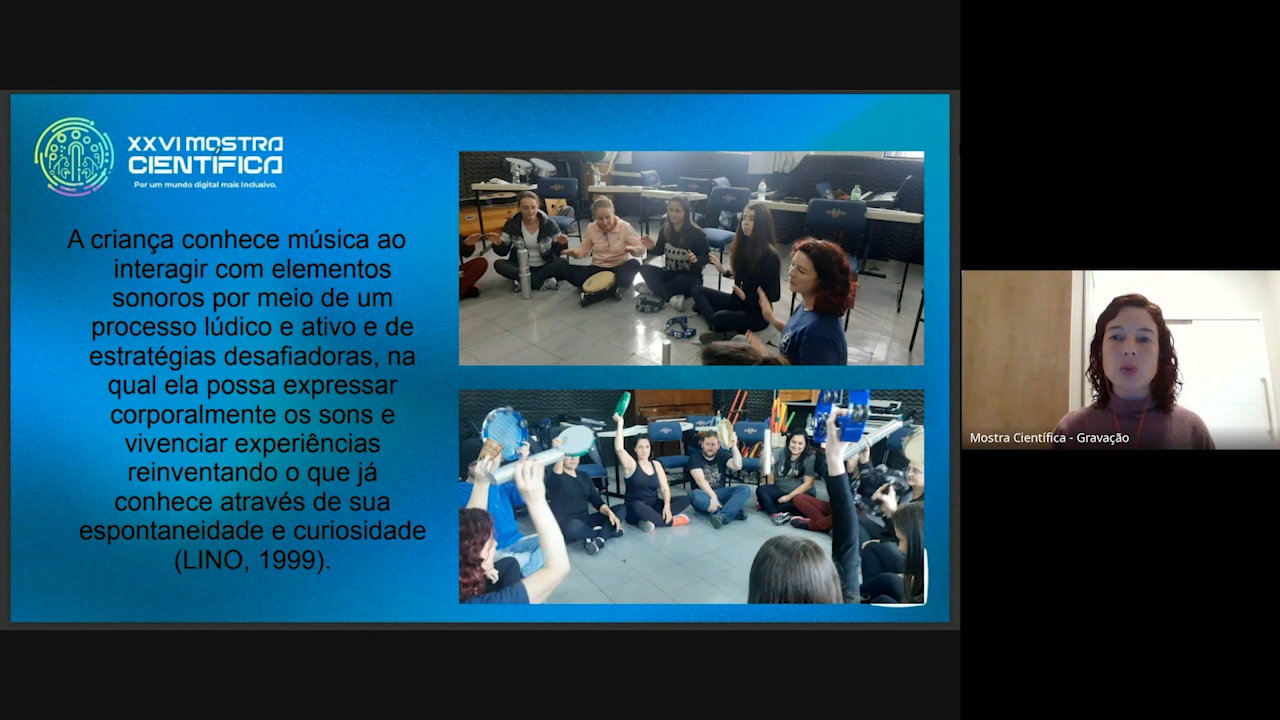 XXVI MOSTRA
CIENTÍFICA
Por um mundo digital mais Inclusivo.
A criança conhece música ao
interagir com elementos
sonoros por meio de um
processo lúdico e ativo e de
estratégias desafiadoras, na
qual ela possa expressar
corporalmente os sons e
vivenciar experiências
reinventando o que já
conhece através de sua
espontaneidade e curiosidade
(LINO, 1999).
Mostra Científica - Gravação